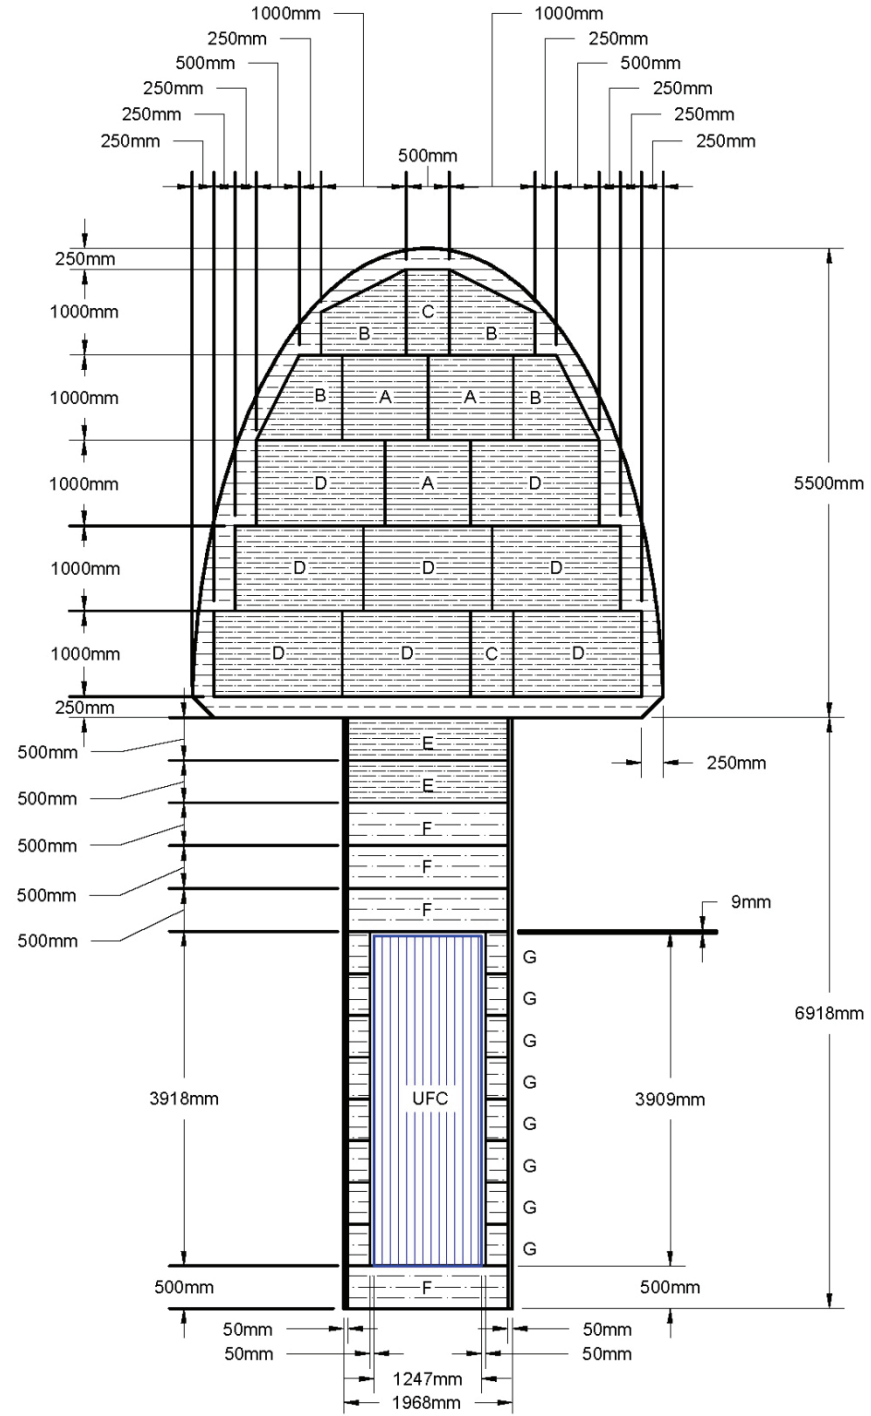 1000mm 1000mm
250mm 250mm
500mm 500mm
250mm 250mm
250mm 250mm
250mm 250mm
500mm
250mm
1000mm C
B B
1000mm B A A B
1000mm D A D 5500mm
1000mm D D D
1000mm D D C D
250mm
500mm E 250mm
500mm E
500mm F
500mm F
500mm F 9mm
G
G
G 6918mm
G
3918mm UFC 3909mm
G
G
G
G
500mm F 500mm
50mm 50mm
50mm 50mm
1247mm
1968mm